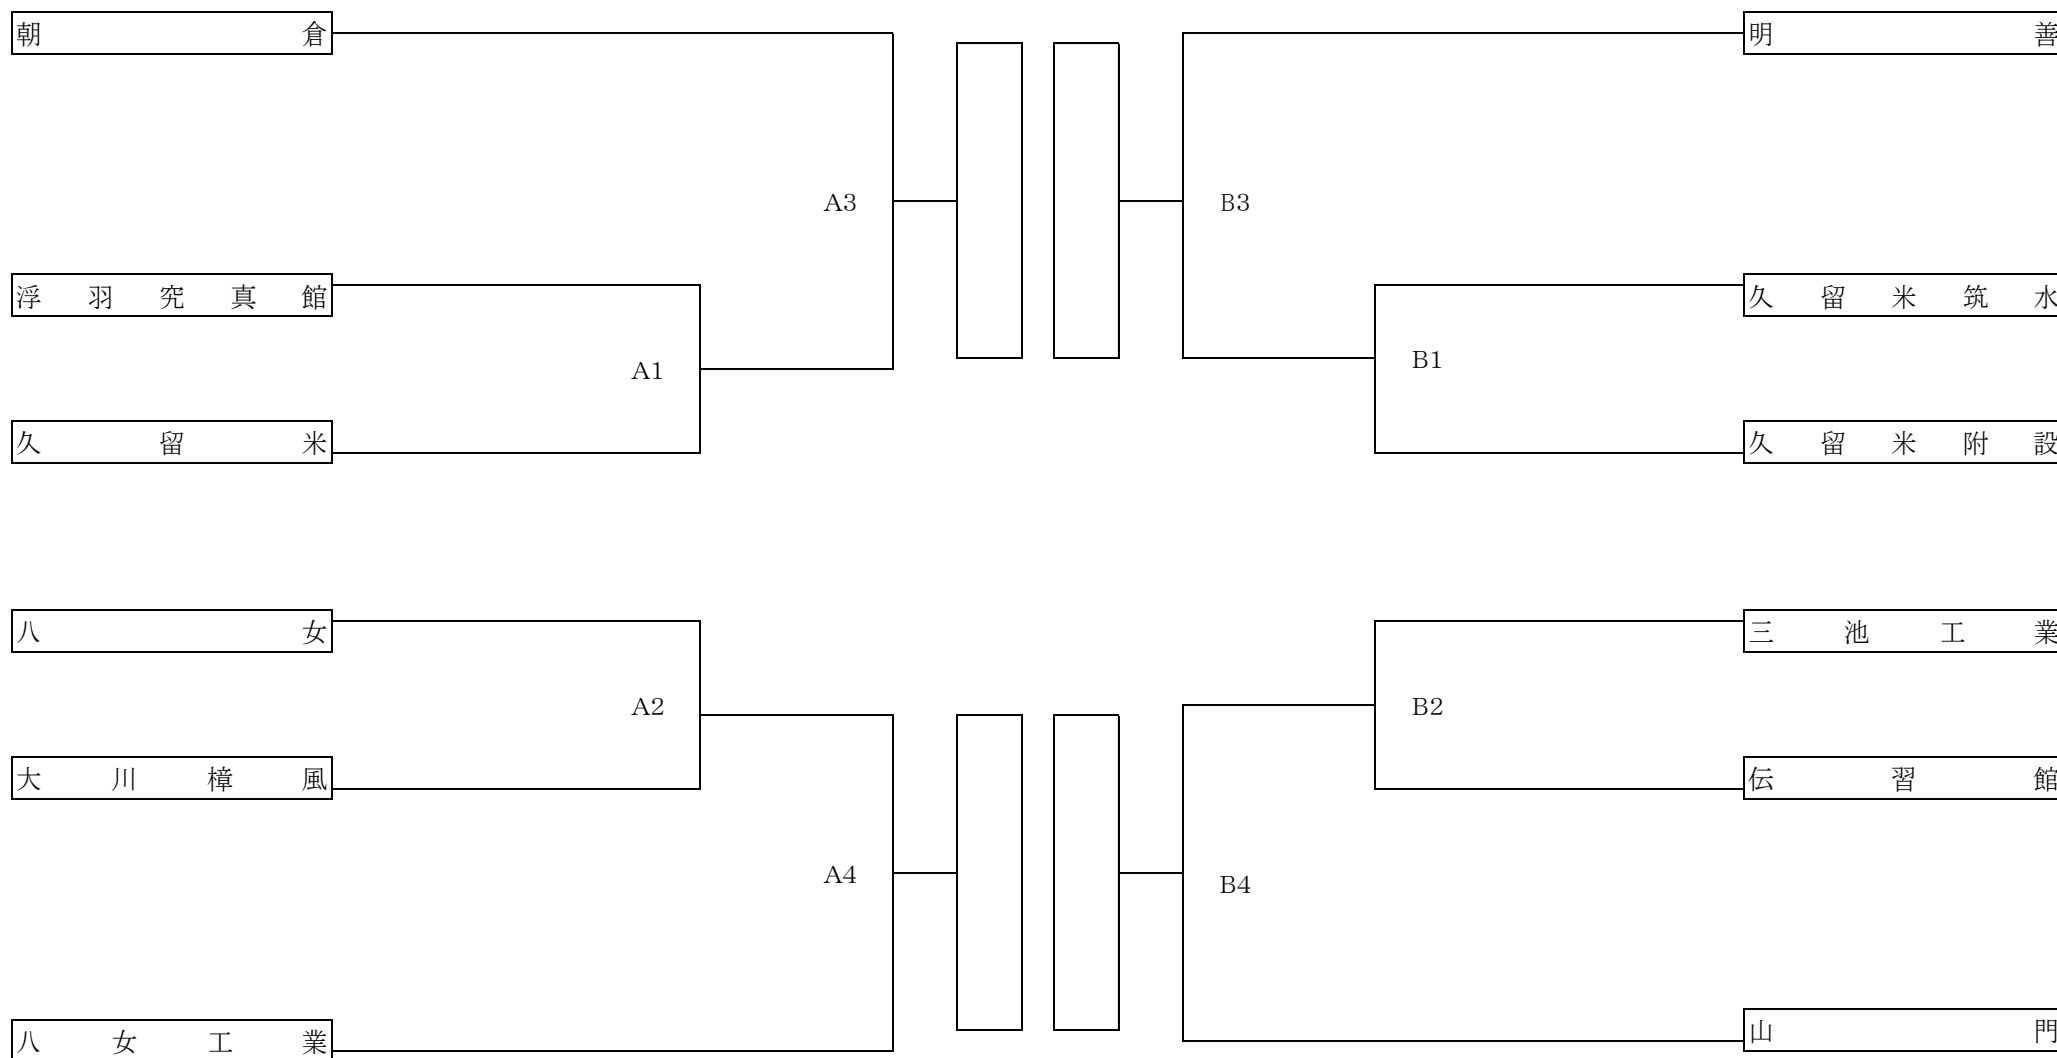 朝倉
明善
A3
B3
浮羽究真館
久留米筑水
A1
B1
久留米
久留米附設
八女
三池工業
A2
B2
大川樟風
伝習館
A4
B4
八女工業
山門